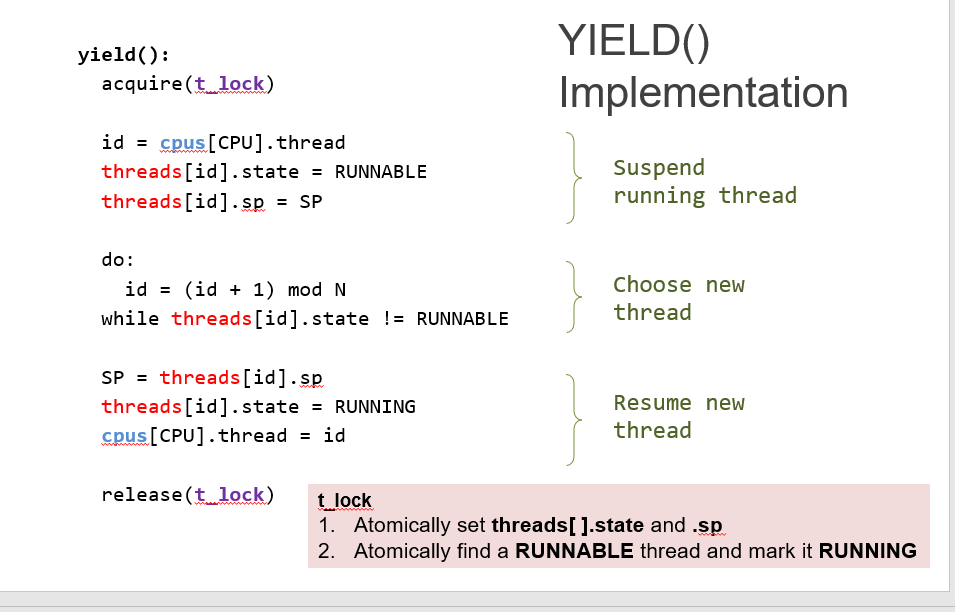 YIELD()
Implementation
yield():
acquire(t_lock)
id = cpus[CPU].thread
threads[id].state = RUNNABLE
threads[id].sp = SP
Suspend
running thread
do:
id = (id + 1) mod N
while threads[id].state != RUNNABLE
Choose new
thread
SP = threads[id].sp
threads[id].state = RUNNING
cpus[CPU].thread = id
Resume new
thread
release(t_lock)
t_lock
1. Atomically set threads[ ].state and .sp
2. Atomically find a RUNNABLE thread and mark it RUNNING